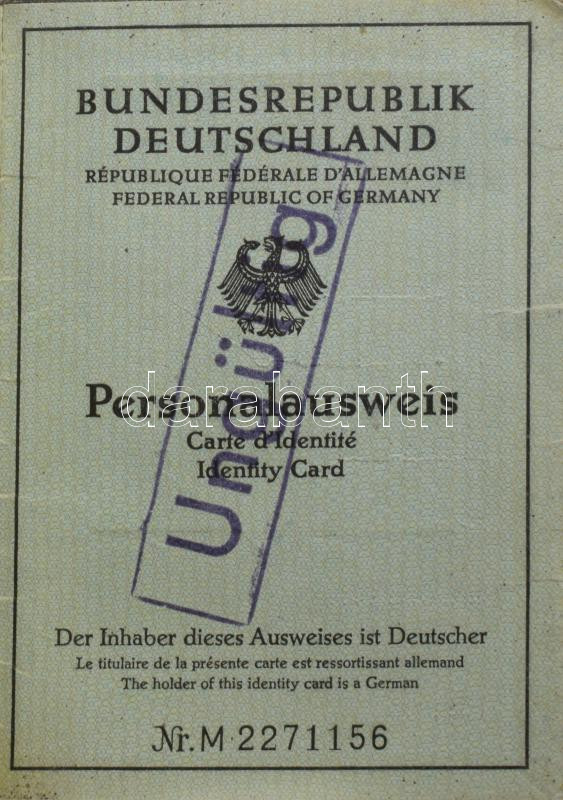 BUNDESREPUBLIK
DEUTSCHLAND
RÉPUBLIQUE FÉDÉRALE D'ALLEMAGNE
FEDERAL REPUBLIC OF GERMANY
Ungültig
Personalausweis
darabanth
Carte d'Identité
Identity Card
Der Inhaber dieses Ausweises ist Deutscher
Le titulaire de la présente carte est ressortissant allemand
The holder of this identity card is a German
Nr. M 2271156